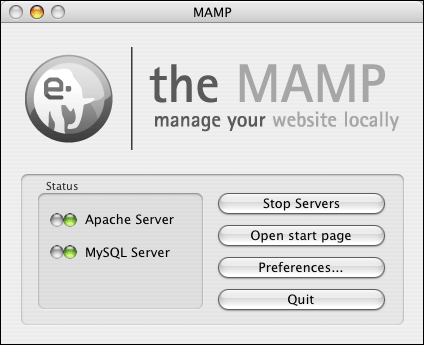 MAMP
e.
the MAMP
manage your website locally
Status
Apache Server
MySQL Server
Stop Servers
Open start page
Preferences...
Quit